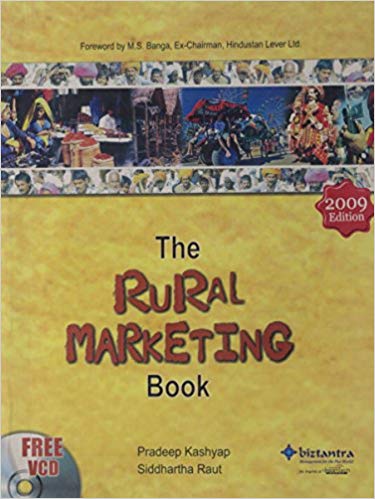 Foreword by M.S. Banga, Ex-Chairman, Hindustan Lever Ltd.
2009
Edition
The
RURAL
MARKETING
Book
FREE
VCD
Pradeep Kashyap
Siddhartha Raut
biztantra